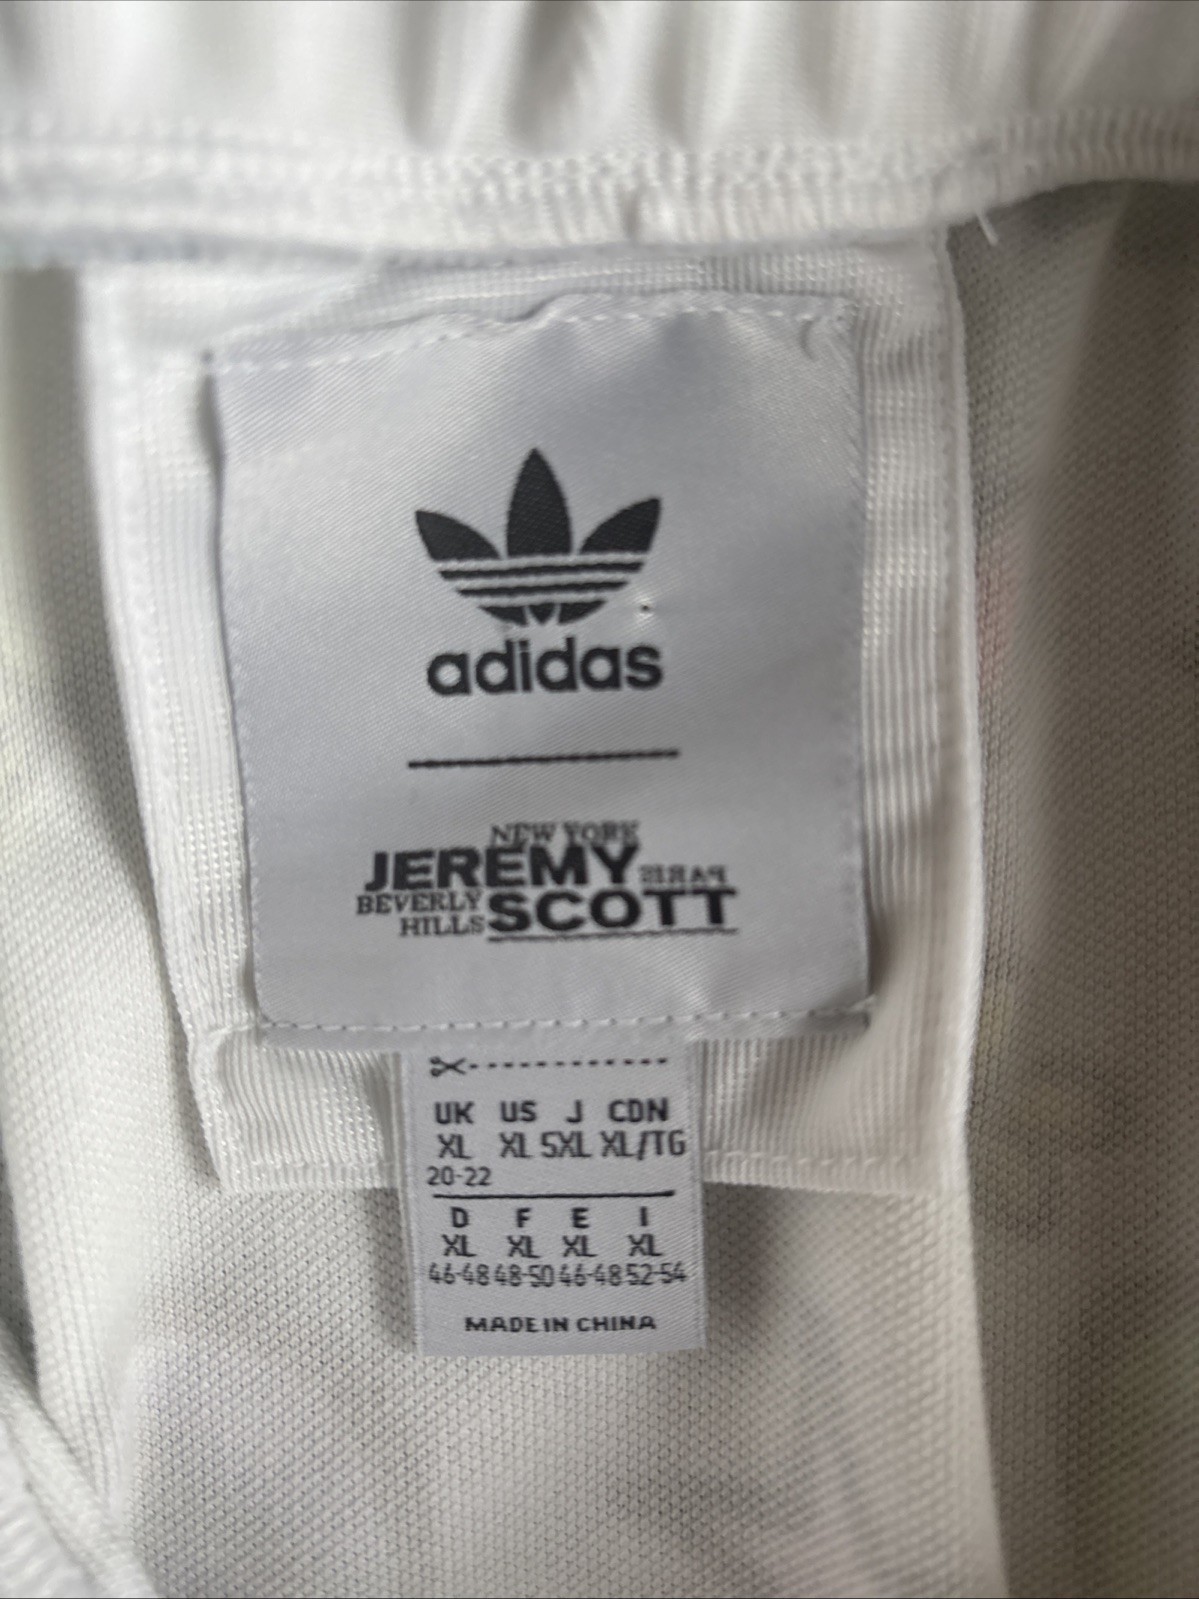 adidas
NEW YORK
JEREMY PARIS
BEVERLY
HILLS SCOTT
UK US J CDN
XL XL 5XL XL/TG
20-22
D F E I
XL XL XL XL
46-48 48-50 46-48 52-54
MADE IN CHINA